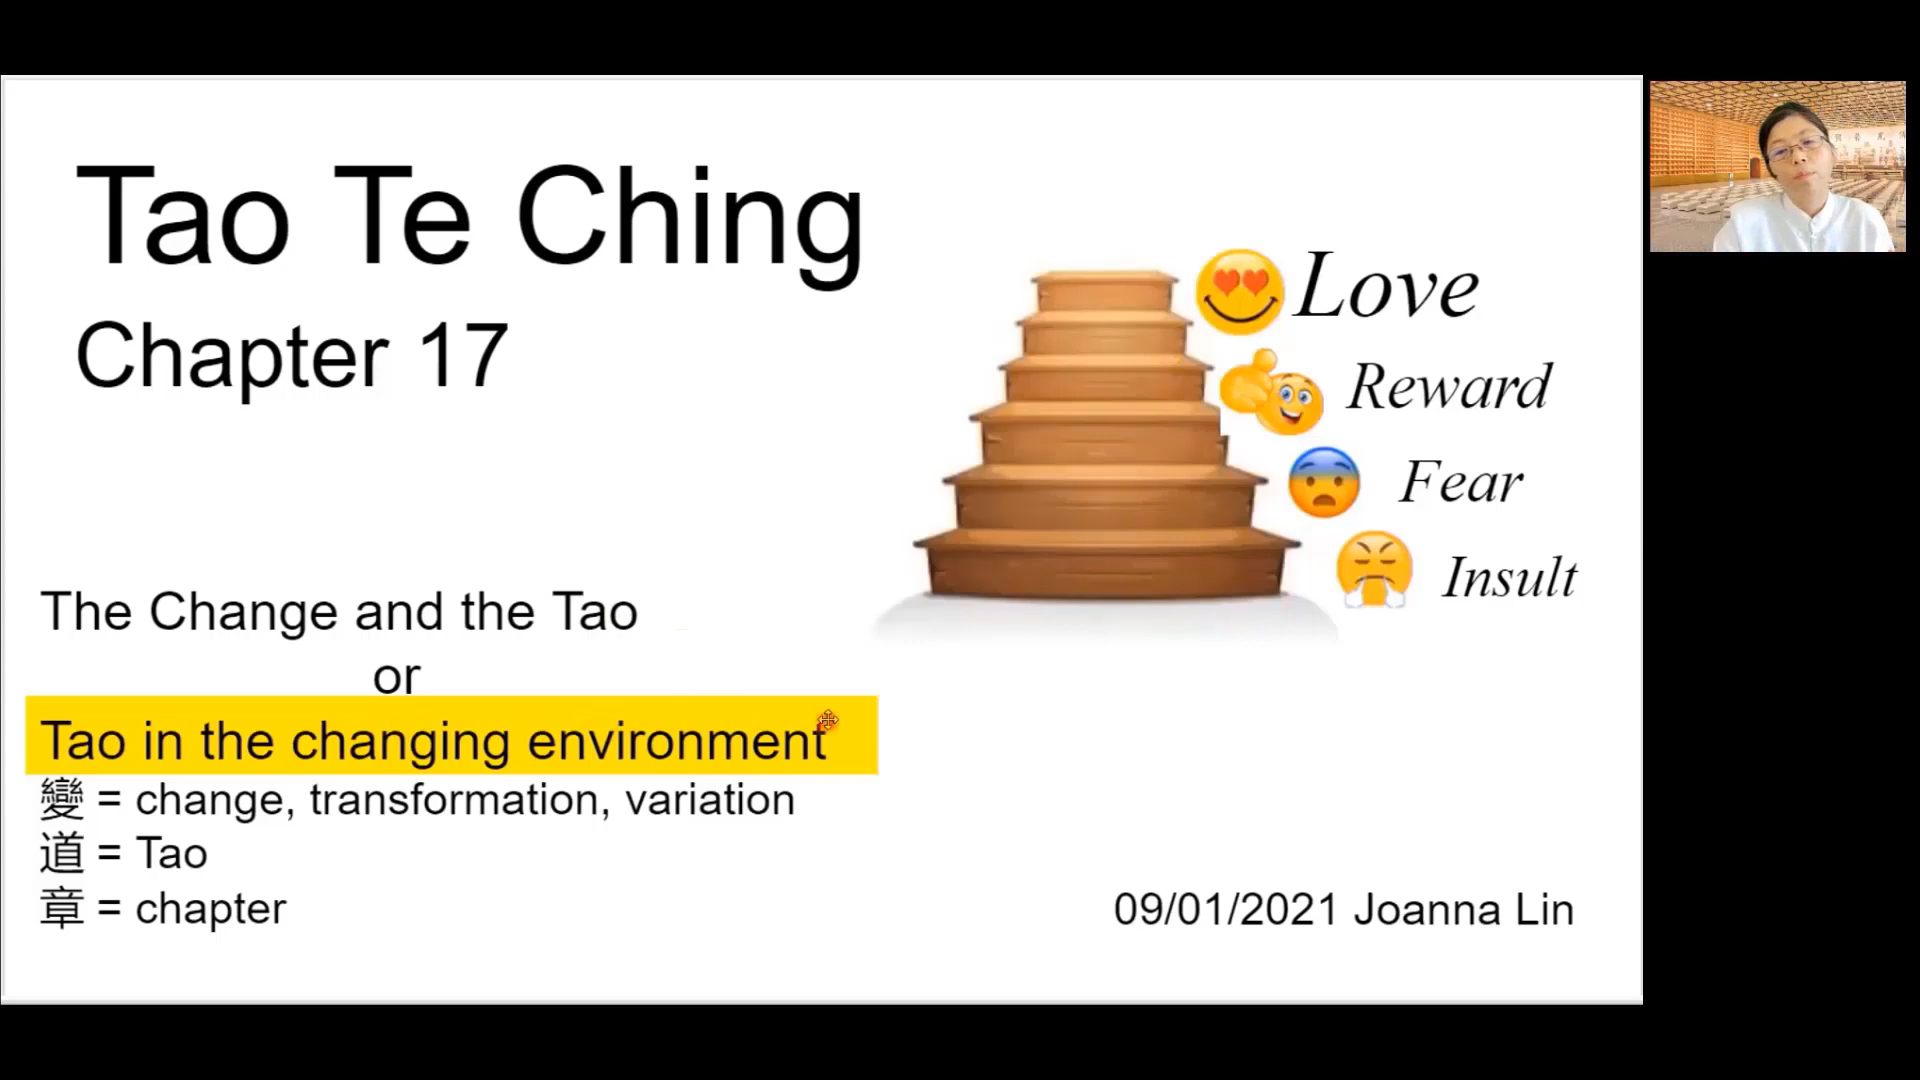 Tao Te Ching
Chapter 17
Love
Reward
Fear
Insult
The Change and the Tao
or
Tao in the changing environment
變 = change, transformation, variation
道 = Tao
章 = chapter
09/01/2021 Joanna Lin